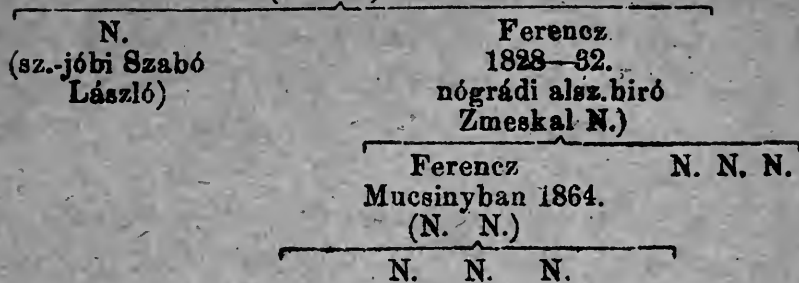 N. Ferencz
(sz.-jóbi Szabó 1828—32.
László) nógrádi alsz.biró
Zmeskal N.)
Ferencz N. N. N.
Mucsinyban 1864.
(N. N.)
N. N. N.